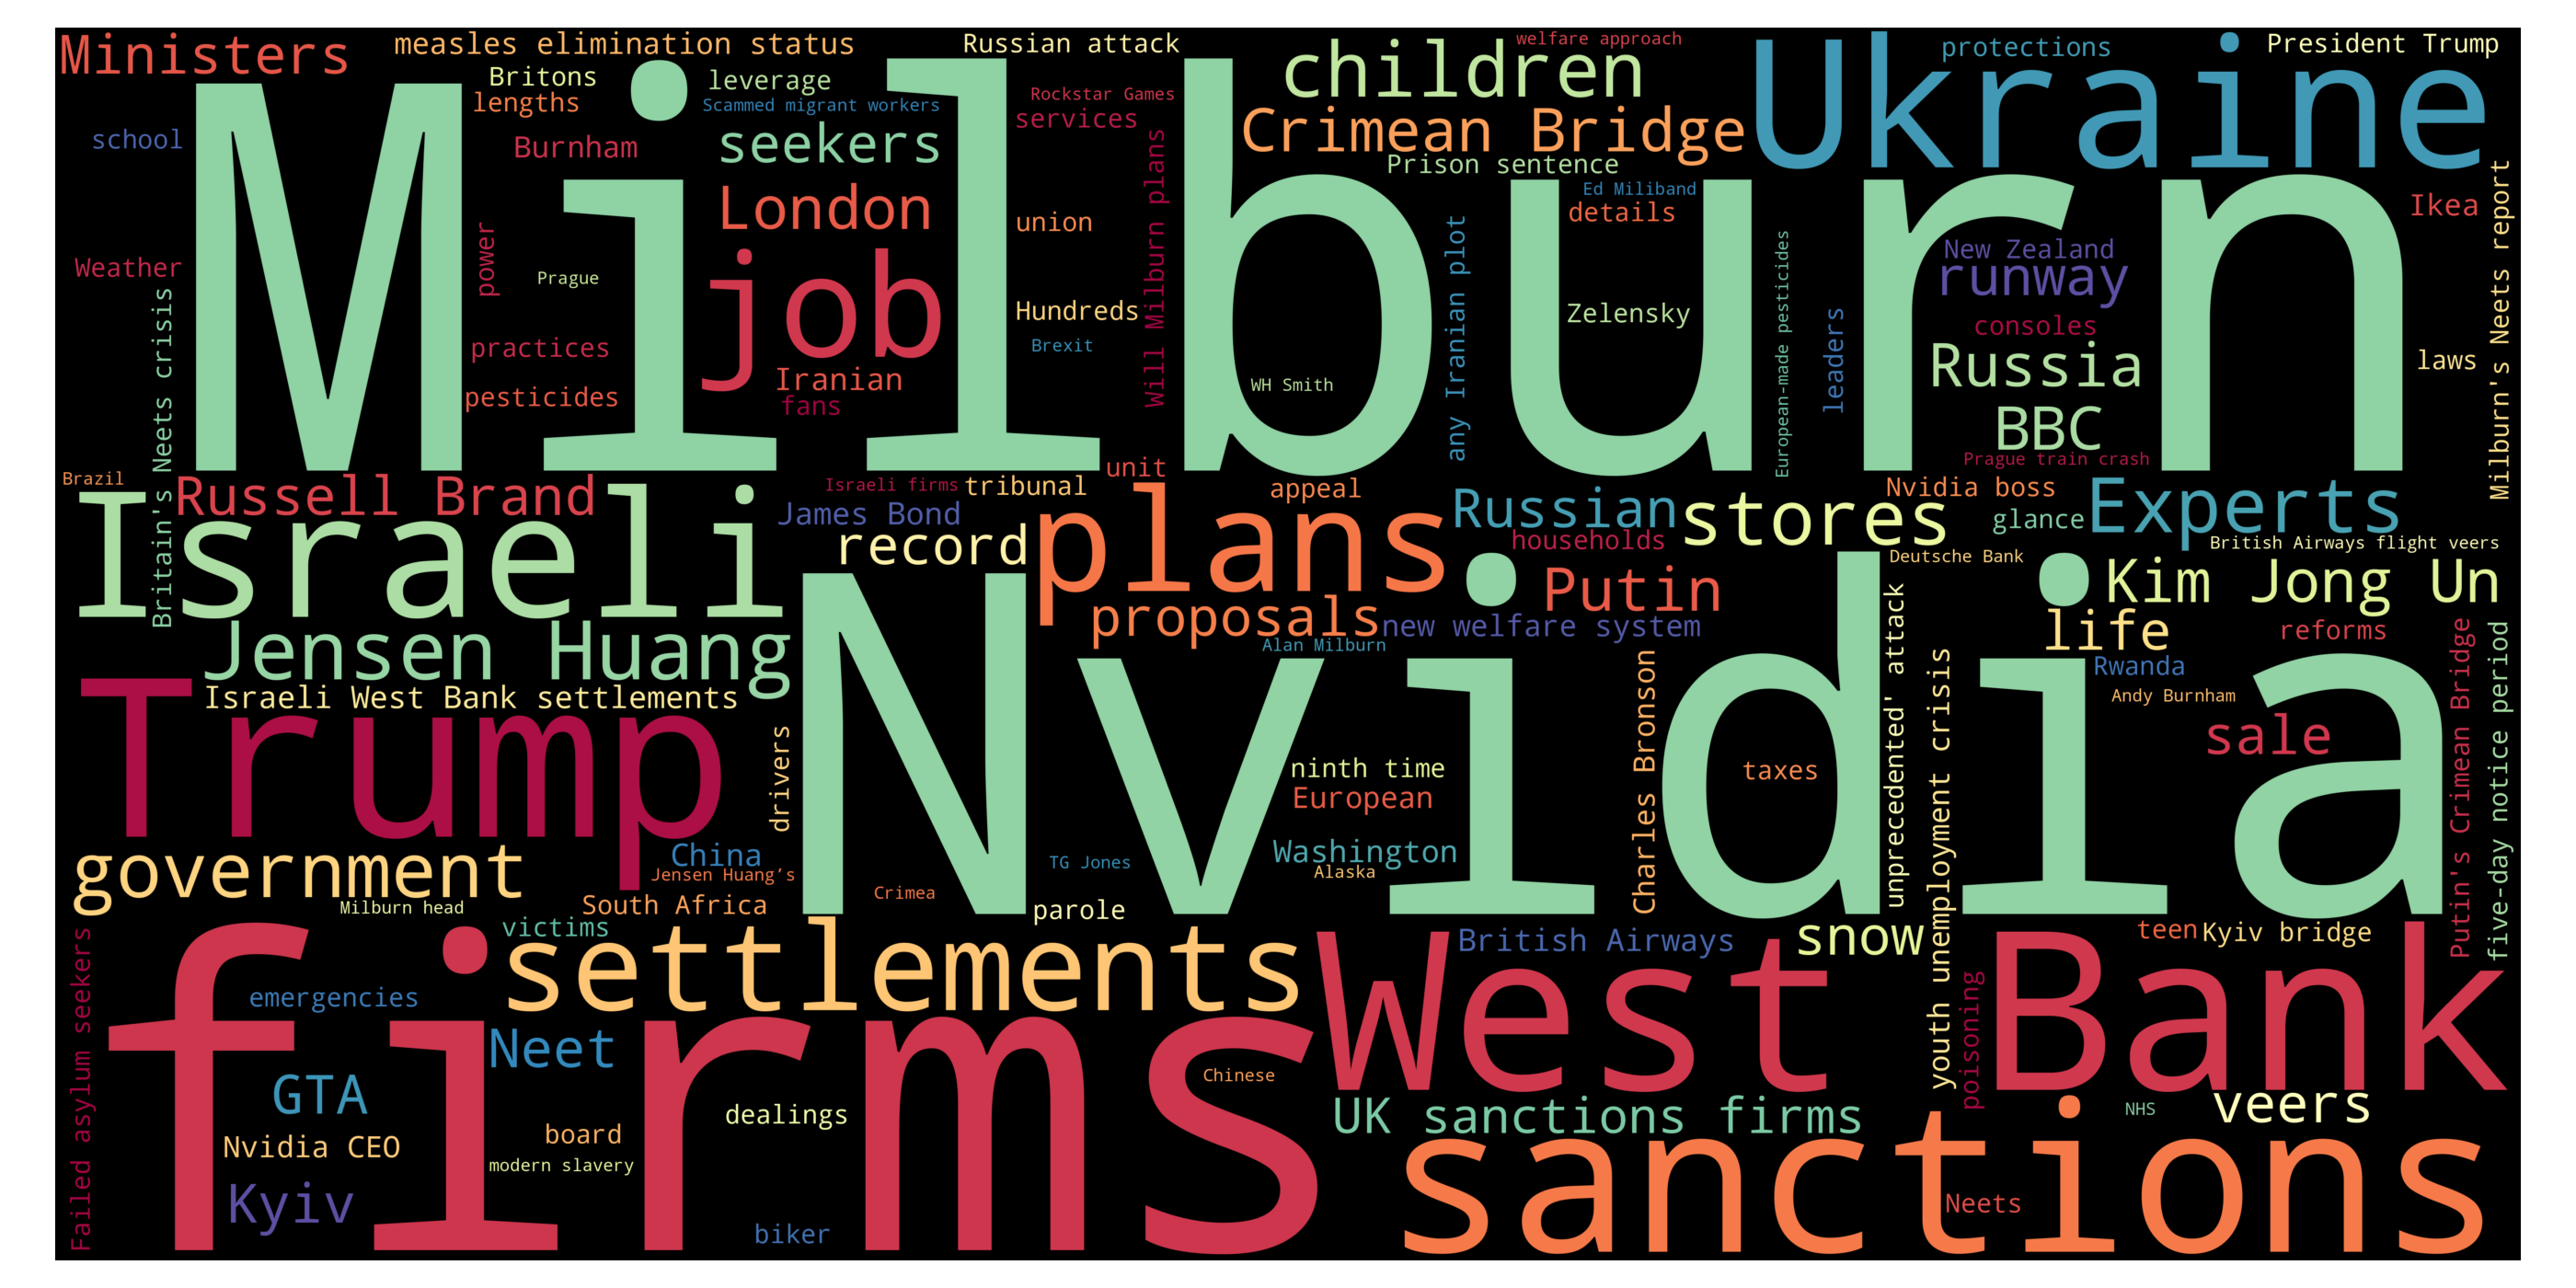 Ministers
measles elimination status
Russian attack
welfare approach
protections
President Trump
Britons
leverage
children
Ukraine
lengths
Scammed migrant workers
Rockstar Games
services
Crimean Bridge
school
Burnham
seekers
Prison sentence
Milburn
London
union
Ed Miliband
details
Ikea
Will Milburn plans
any Iranian plot
European-made pesticides
Milburn's Neets report
Weather
power
Prague
job
Hundreds
Zelensky
New Zealand
runway
leaders
consoles
practices
Brexit
Russia
laws
Iranian
fans
pesticides
WH Smith
BBC
Prague train crash
Britain's Neets crisis
Brazil
Russell Brand
Israeli firms
tribunal
unit
appeal
Nvidia boss
Israeli
James Bond
plans
Russian
stores
glance
Experts
record
households
Deutsche Bank
British Airways flight veers
Putin
Kim Jong Un
proposals
new welfare system
life
reforms
Jensen Huang
Alan Milburn
Nvidia
Rwanda
Israeli West Bank settlements
Andy Burnham
Trump
drivers
Charles Bronson
unprecedented' attack
youth unemployment crisis
sale
Putin's Crimean Bridge
five-day notice period
ninth time
European
taxes
government
China
Jensen Huang’s
TG Jones
Washington
Alaska
Crimea
Milburn head
South Africa
parole
victims
settlements
West
British Airways
snow
Bank
teen
Kyiv bridge
Failed asylum seekers
emergencies
firms
Neet
poisoning
GTA
Chinese
UK sanctions firms
NHS
veers
dealings
Nvidia CEO
board
modern slavery
sanctions
Kyiv
Neets
biker